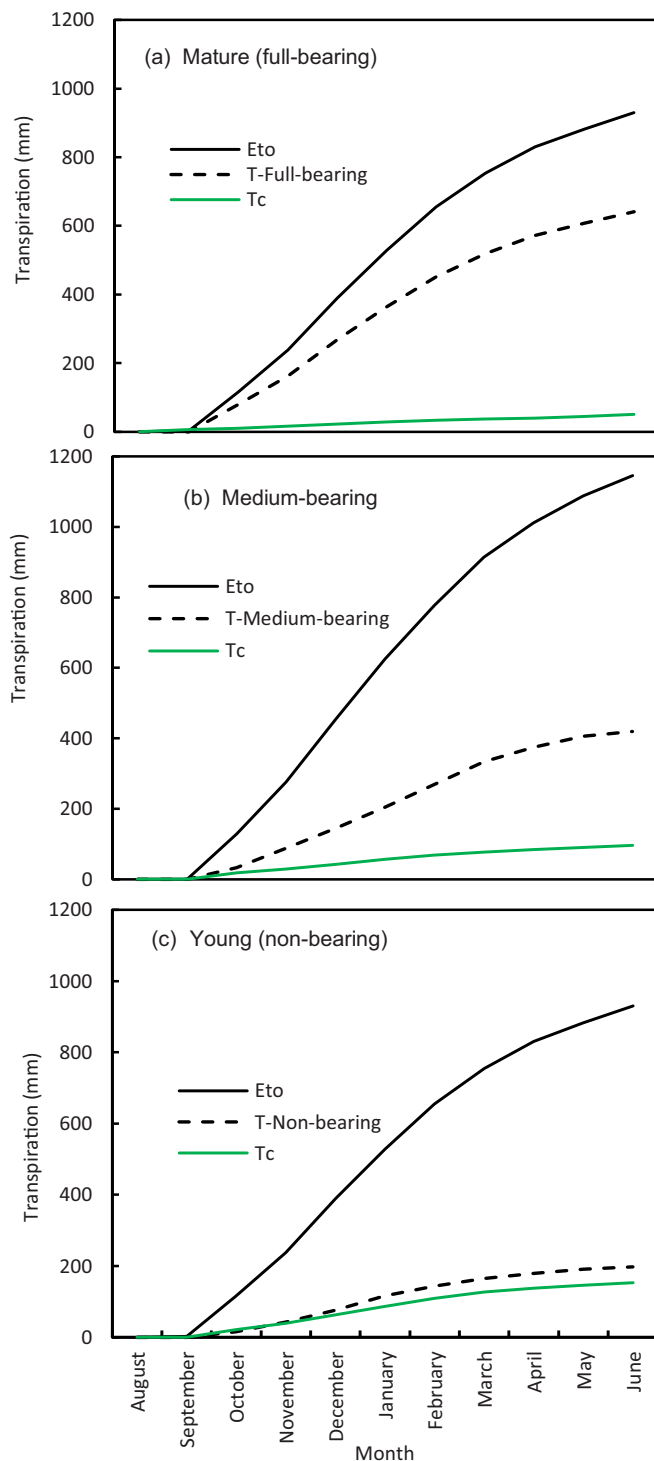 1200
(a) Mature (full-bearing)
1000
Eto
800
T-Full-bearing
Tc
600
400
200
0
Transpiration (mm)
1200
(b) Medium-bearing
1000
Eto
800
T-Medium-bearing
Tc
600
400
200
0
Transpiration (mm)
1200
(c) Young (non-bearing)
1000
800
Eto
600
T-Non-bearing
Tc
400
200
0
Transpiration (mm)
August
September
October
November
December
January
February
March
April
May
June
Month